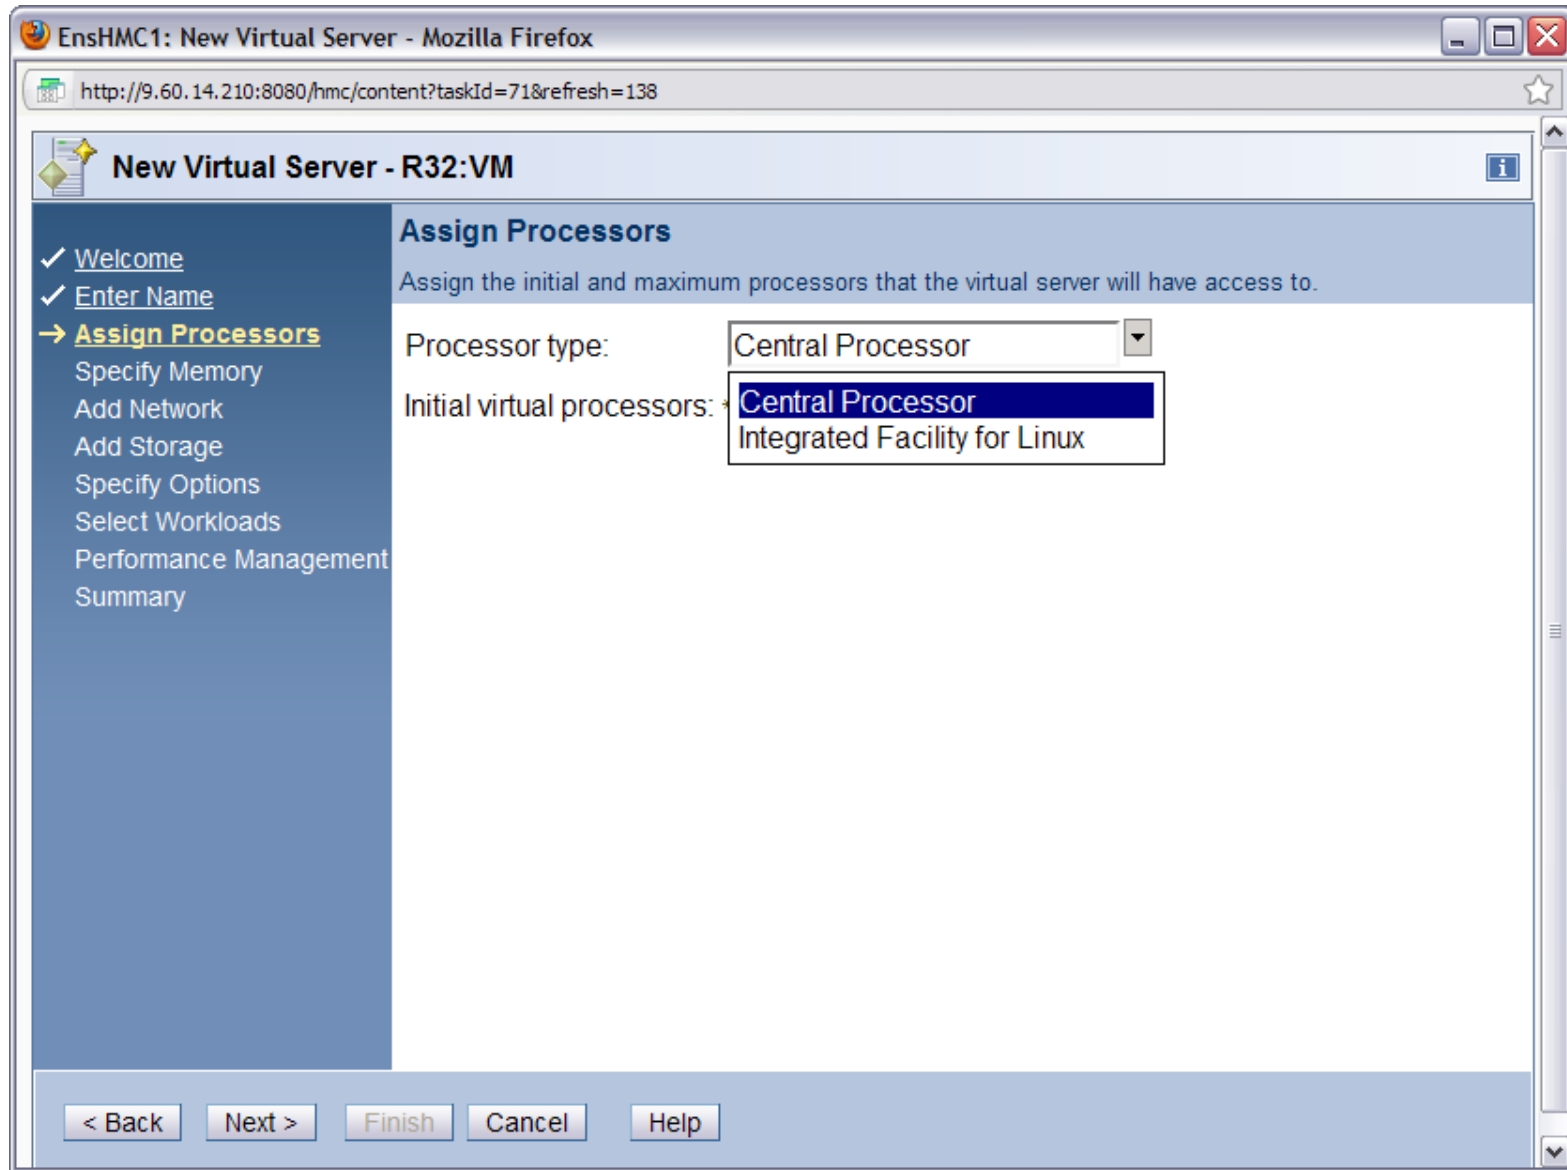 EnsHMC1: New Virtual Server - Mozilla Firefox
http://9.60.14.210:8080/hmc/content?taskId=71&refresh=138
New Virtual Server - R32:VM
i
Welcome
Enter Name
Assign Processors
Specify Memory
Add Network
Add Storage
Specify Options
Select Workloads
Performance Management
Summary
Assign Processors
Assign the initial and maximum processors that the virtual server will have access to.
Processor type: Central Processor
Initial virtual processors: *
Central Processor
Integrated Facility for Linux
< Back Next > Finish Cancel Help